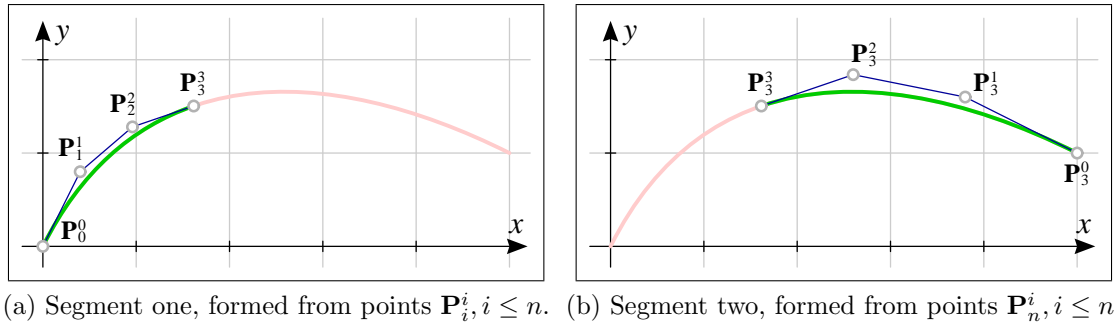 y
P_3^3
P_2^2
P_1^1
P_0^0
x
y
P_3^2
P_3^3
P_3^1
P_3^0
x
(a) Segment one, formed from points P_i^i, i ≤ n.
(b) Segment two, formed from points P_n^i, i ≤ n